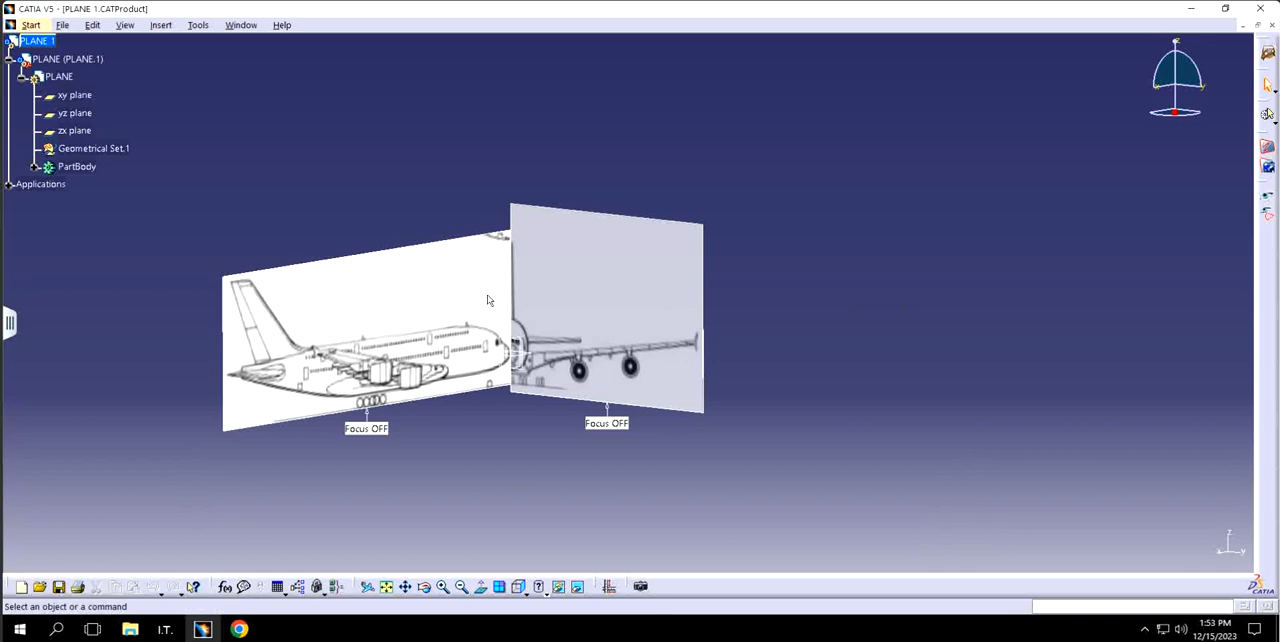 CATIA V5 - [PLANE 1.CATProduct]
Start File Edit View Insert Tools Window Help
PLANE 1
PLANE (PLANE.1)
PLANE
xy plane
yz plane
zx plane
Geometrical Set.1
PartBody
Applications
Focus OFF
Focus OFF
z
x y
CATIA
Select an object or a command
I.T.
1:53 PM
12/15/2023